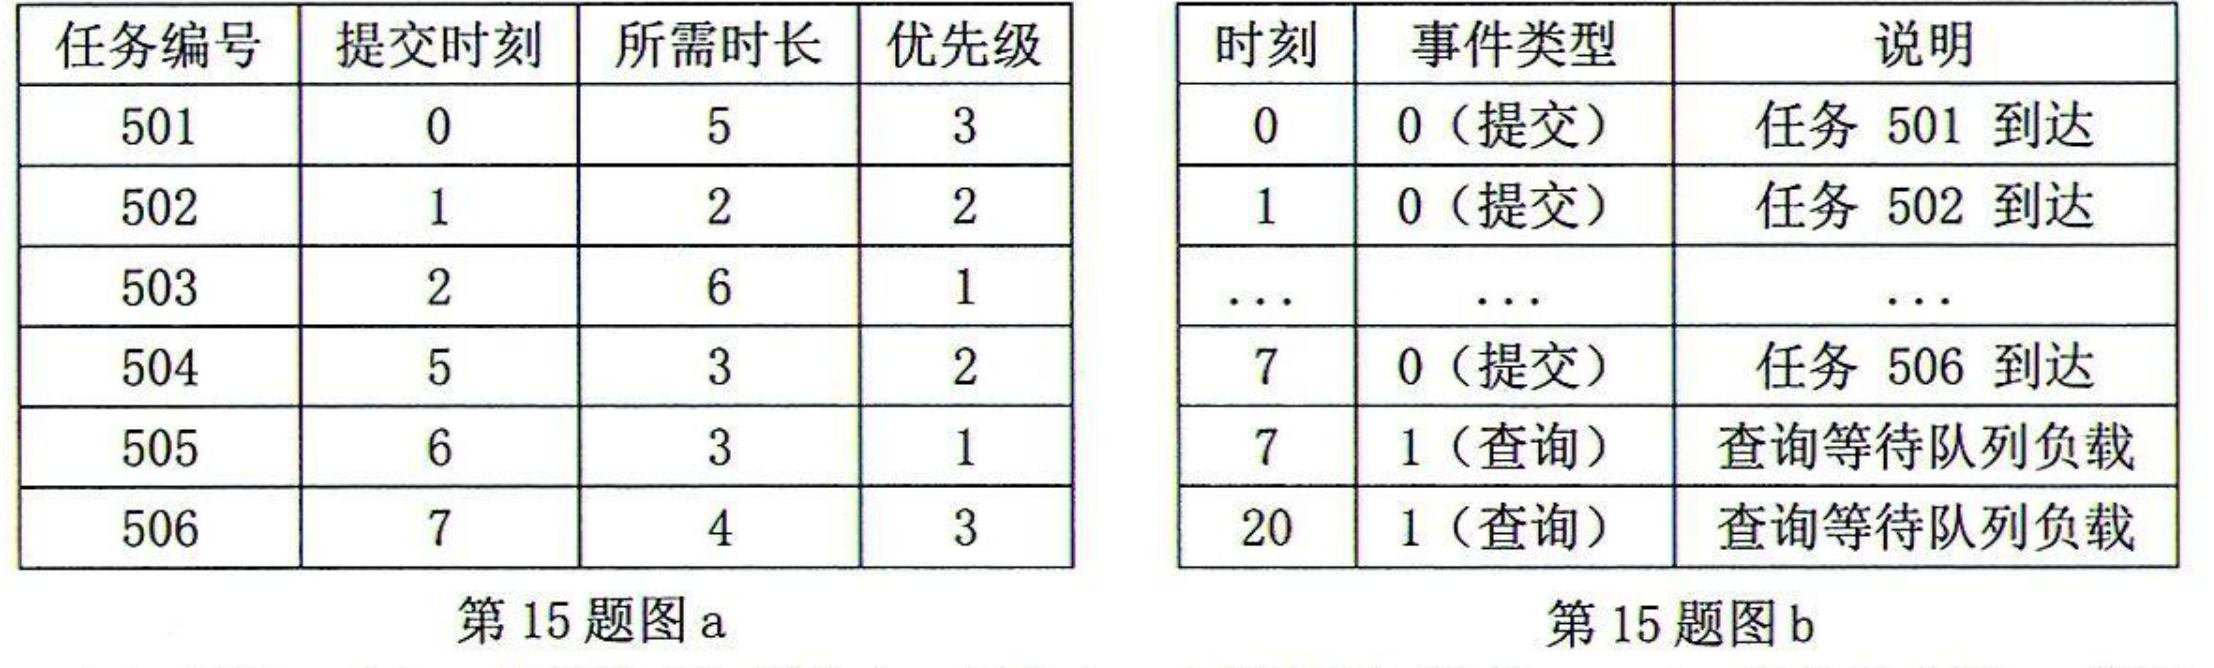 任务编号 提交时刻 所需时长 优先级
501 0 5 3
502 1 2 2
503 2 6 1
504 5 3 2
505 6 3 1
506 7 4 3
第15题图a
时刻 事件类型 说明
0 0（提交） 任务 501 到达
1 0（提交） 任务 502 到达
... ... ...
7 0（提交） 任务 506 到达
7 1（查询） 查询等待队列负载
20 1（查询） 查询等待队列负载
第15题图b